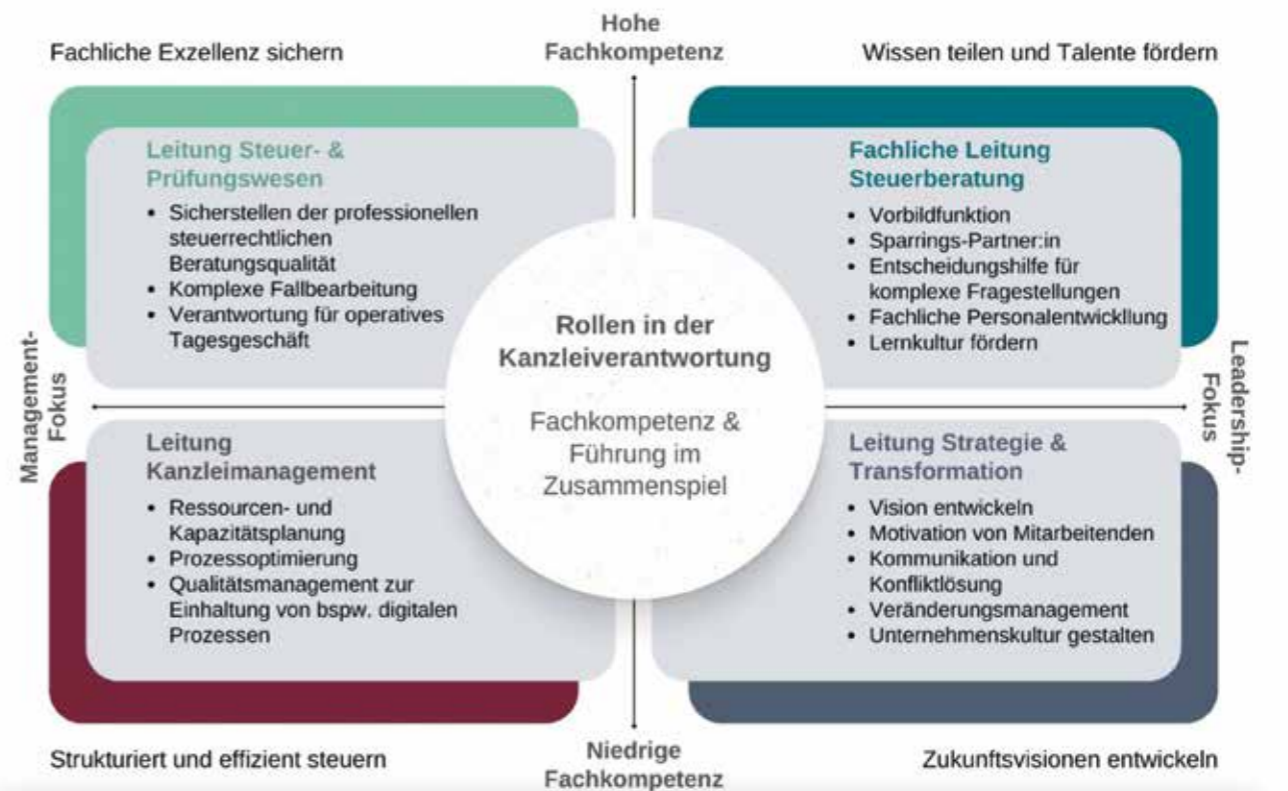 Hohe
Fachkompetenz
Fachliche Exzellenz sichern
Wissen teilen und Talente fördern
Leitung Steuer- &
Prüfungswesen
• Sicherstellen der professionellen
steuerrechtlichen
Beratungsqualität
• Komplexe Fallbearbeitung
• Verantwortung für operatives
Tagesgeschäft
Fachliche Leitung
Steuerberatung
• Vorbildfunktion
• Sparrings-Partner:in
• Entscheidungshilfe für
komplexe Fragestellungen
• Fachliche Personalentwickllung
• Lernkultur fördern
Rollen in der
Kanzleiverantwortung
Fachkompetenz &
Führung im
Zusammenspiel
Management-
Fokus
Leadership-
Fokus
Leitung
Kanzleimanagement
• Ressourcen- und
Kapazitätsplanung
• Prozessoptimierung
• Qualitätsmanagement zur
Einhaltung von bspw. digitalen
Prozessen
Leitung Strategie &
Transformation
• Vision entwickeln
• Motivation von Mitarbeitenden
• Kommunikation und
Konfliktlösung
• Veränderungsmanagement
• Unternehmenskultur gestalten
Strukturiert und effizient steuern
Niedrige
Fachkompetenz
Zukunftsvisionen entwickeln